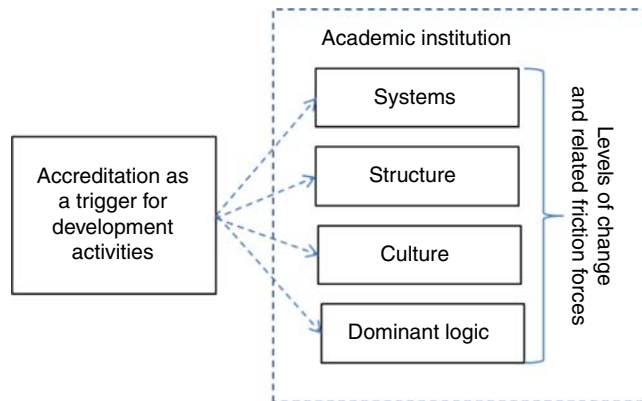 Academic institution
Accreditation as
a trigger for
development
activities
Systems
Structure
Culture
Dominant logic
Levels of change
and related friction forces